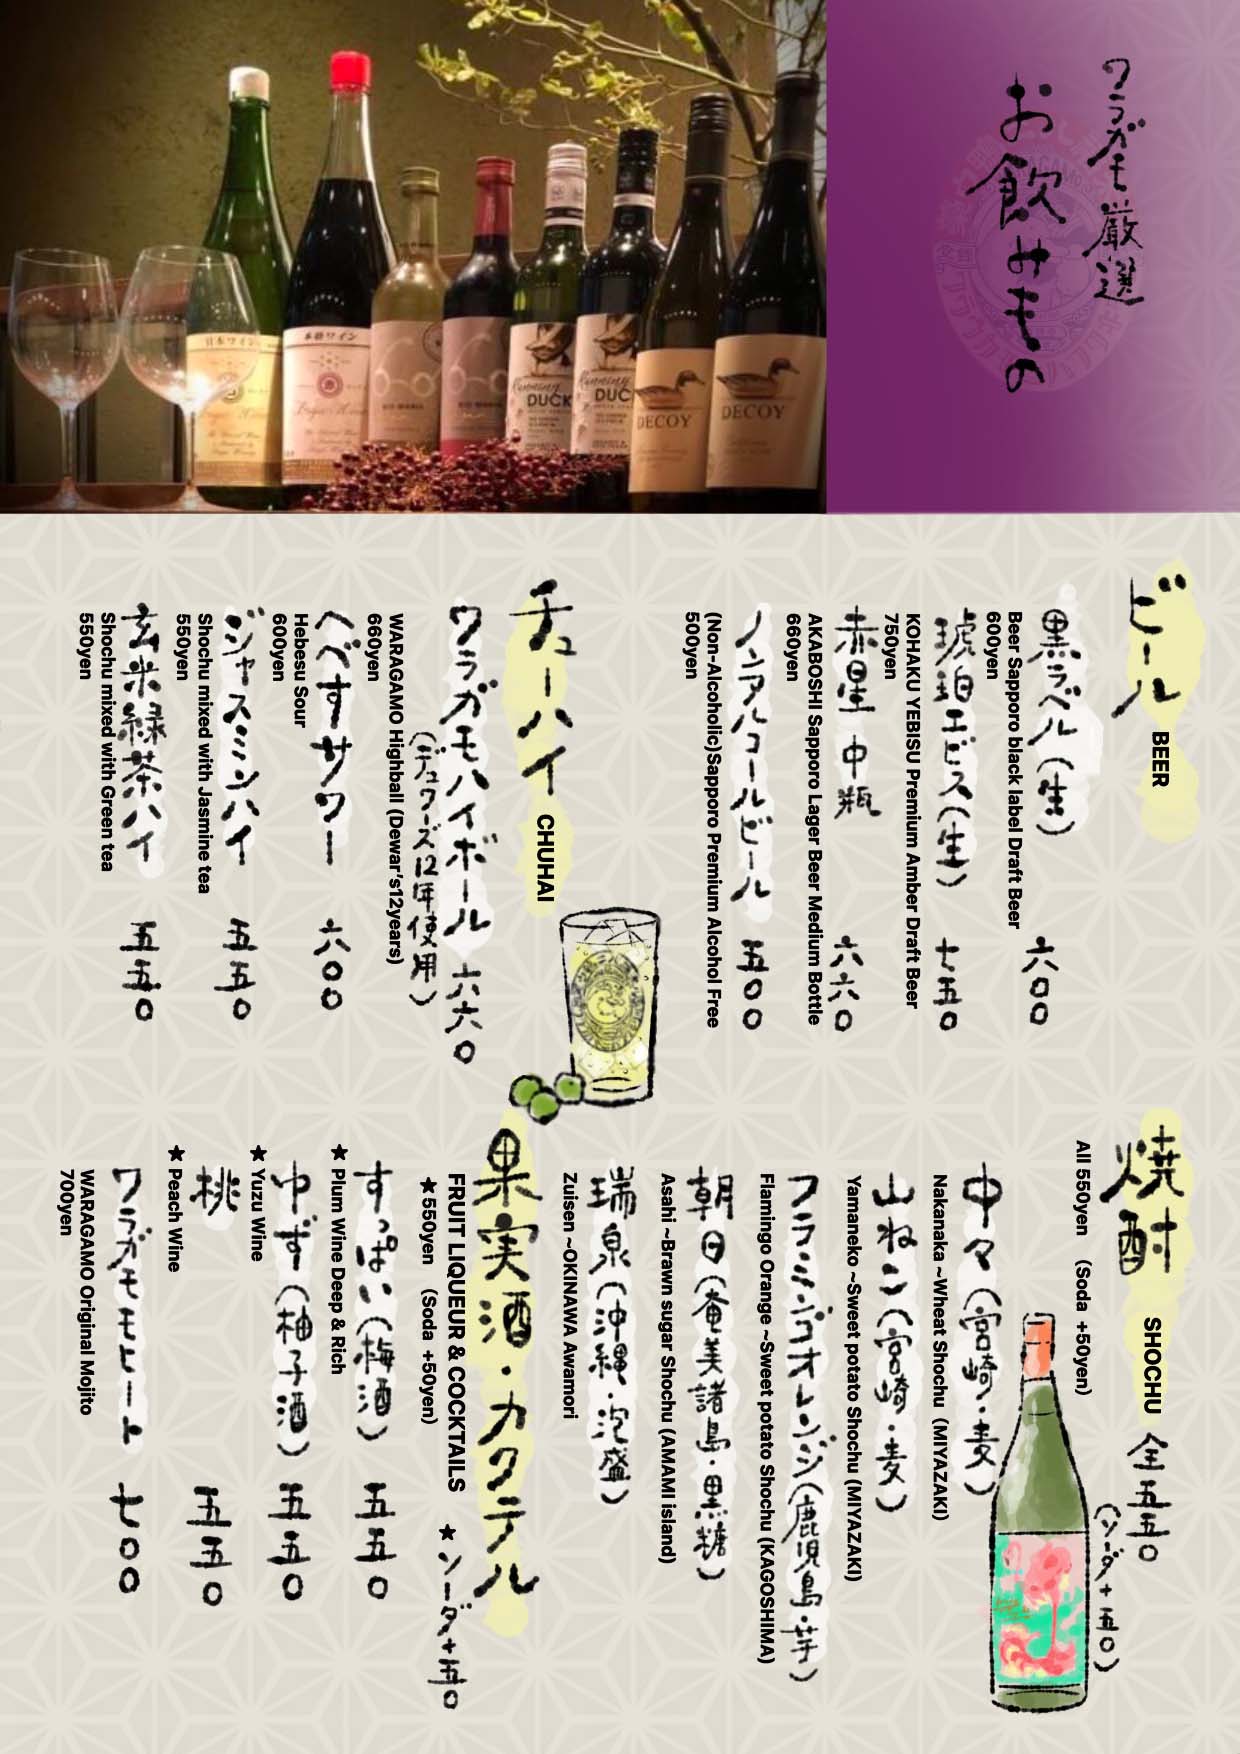 ワラガモ厳選
お飲みもの
日本ワイン
本格ワイン
Running
DUCK
DUCK
DECOY
DECOY
ビール BEER
黒ラベル(生) 六〇〇
Beer Sapporo black label Draft Beer
600yen
琥珀エビス(生) 七五〇
KOHAKU YEBISU Premium Amber Draft Beer
750yen
赤星 中瓶 六六〇
AKABOSHI Sapporo Lager Beer Medium Bottle
660yen
ノンアルコールビール 五〇〇
(Non-Alcoholic)Sapporo Premium Alcohol Free
500yen
チューハイ CHUHAI
ワラガモハイボール 六六〇
(デュワーズ12年使用)
WARAGAMO Highball (Dewar's12years)
660yen
へべすサワー 六〇〇
Hebesu Sour
600yen
ジャスミンハイ 五五〇
Shochu mixed with Jasmine tea
550yen
玄米緑茶ハイ 五五〇
Shochu mixed with Green tea
550yen
焼酎 SHOCHU 全五五〇
(ソーダ+五〇)
All 550yen (Soda +50yen)
中々(宮崎・麦)
Nakanaka ~Wheat Shochu (MIYAZAKI)
山ねこ(宮崎・麦)
Yamaneko ~Sweet potato Shochu (MIYAZAKI)
フラミンゴオレンジ(鹿児島・芋)
Flamingo Orange ~Sweet potato Shochu (KAGOSHIMA)
朝日(奄美諸島・黒糖)
Asahi ~Brawn sugar Shochu (AMAMI island)
瑞泉(沖縄・泡盛)
Zuisen ~OKINAWA Awamori
果実酒・カクテル
FRUIT LIQUEUR & COCKTAILS ★ソーダ+五〇
★550yen (Soda +50yen)
すっぱい(梅酒) 五五〇
★Plum Wine Deep & Rich
ゆず(柚子酒) 五五〇
★Yuzu Wine
桃 五五〇
★Peach Wine
ワラガモモヒート 七〇〇
WARAGAMO Original Mojito
700yen